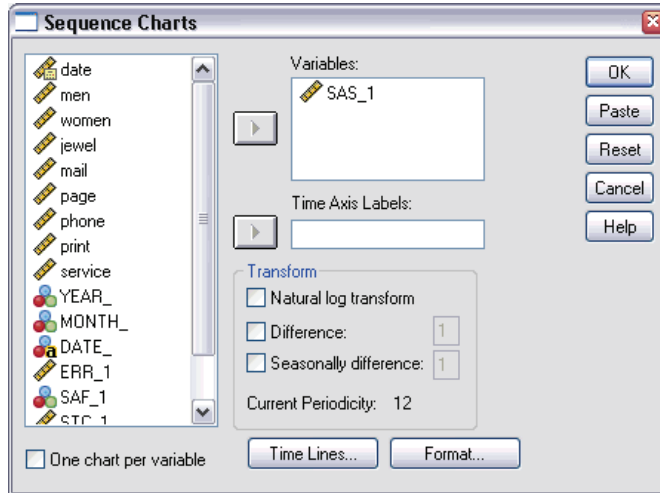 Sequence Charts
date
men
women
jewel
mail
page
phone
print
service
YEAR_
MONTH_
DATE_
ERR_1
SAF_1
STC_1
One chart per variable
Variables:
SAS_1
Time Axis Labels:
Transform
Natural log transform
Difference: 1
Seasonally difference: 1
Current Periodicity: 12
Time Lines...
Format...
OK
Paste
Reset
Cancel
Help